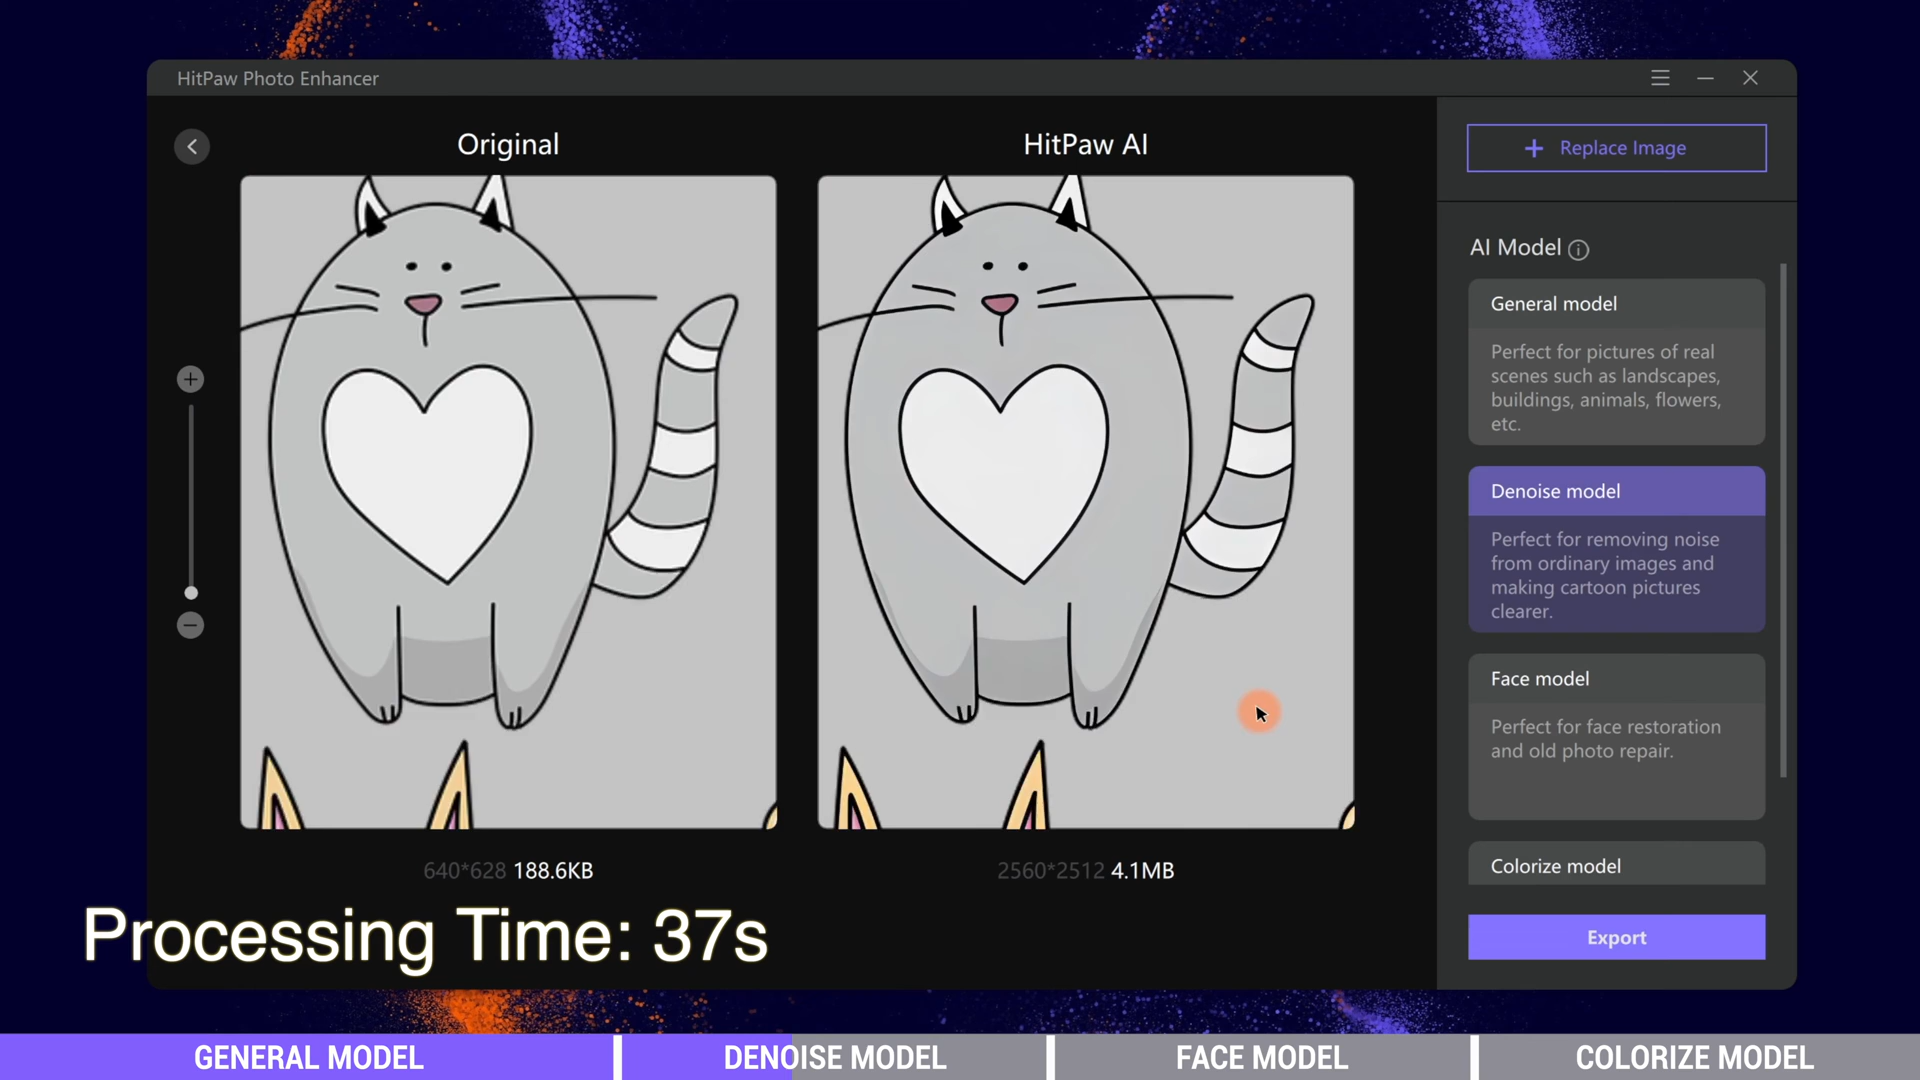 HitPaw Photo Enhancer
Original
HitPaw AI
Replace Image
AI Model
General model
Perfect for pictures of real
scenes such as landscapes,
buildings, animals, flowers,
etc.
Denoise model
Perfect for removing noise
from ordinary images and
making cartoon pictures
clearer.
Face model
Perfect for face restoration
and old photo repair.
Colorize model
640*628 188.6KB
2560*2512 4.1MB
Processing Time: 37s
Export
GENERAL MODEL
DENOISE MODEL
FACE MODEL
COLORIZE MODEL